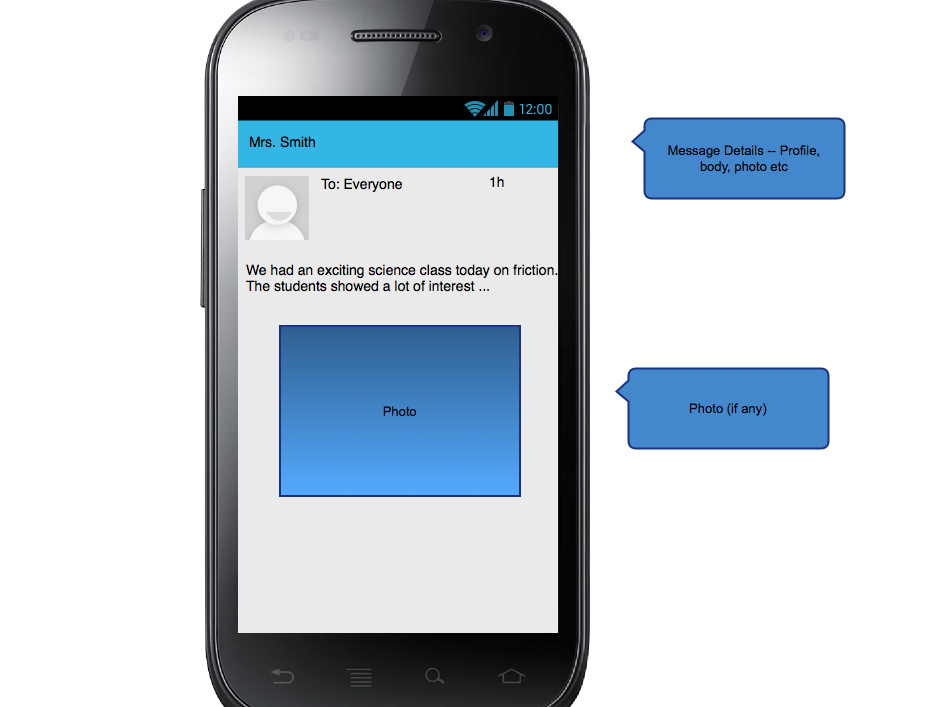 12:00
Mrs. Smith
To: Everyone
1h
We had an exciting science class today on friction.
The students showed a lot of interest ...
Photo
Message Details -- Profile,
body, photo etc
Photo (if any)